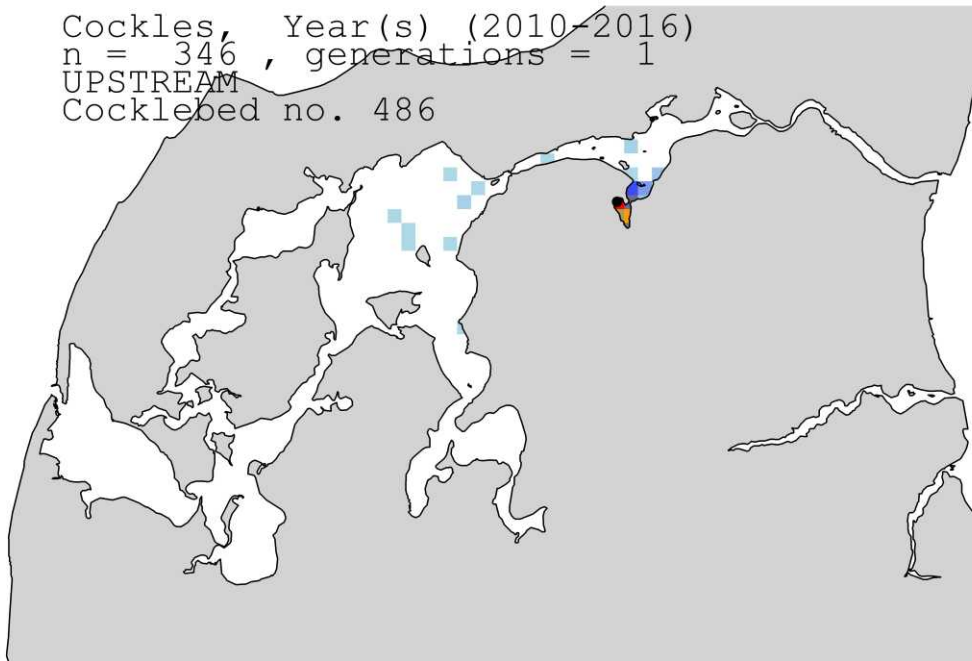 Cockles, Year(s) (2010-2016)
n = 346 , generations = 1
UPSTREAM
Cocklebed no. 486